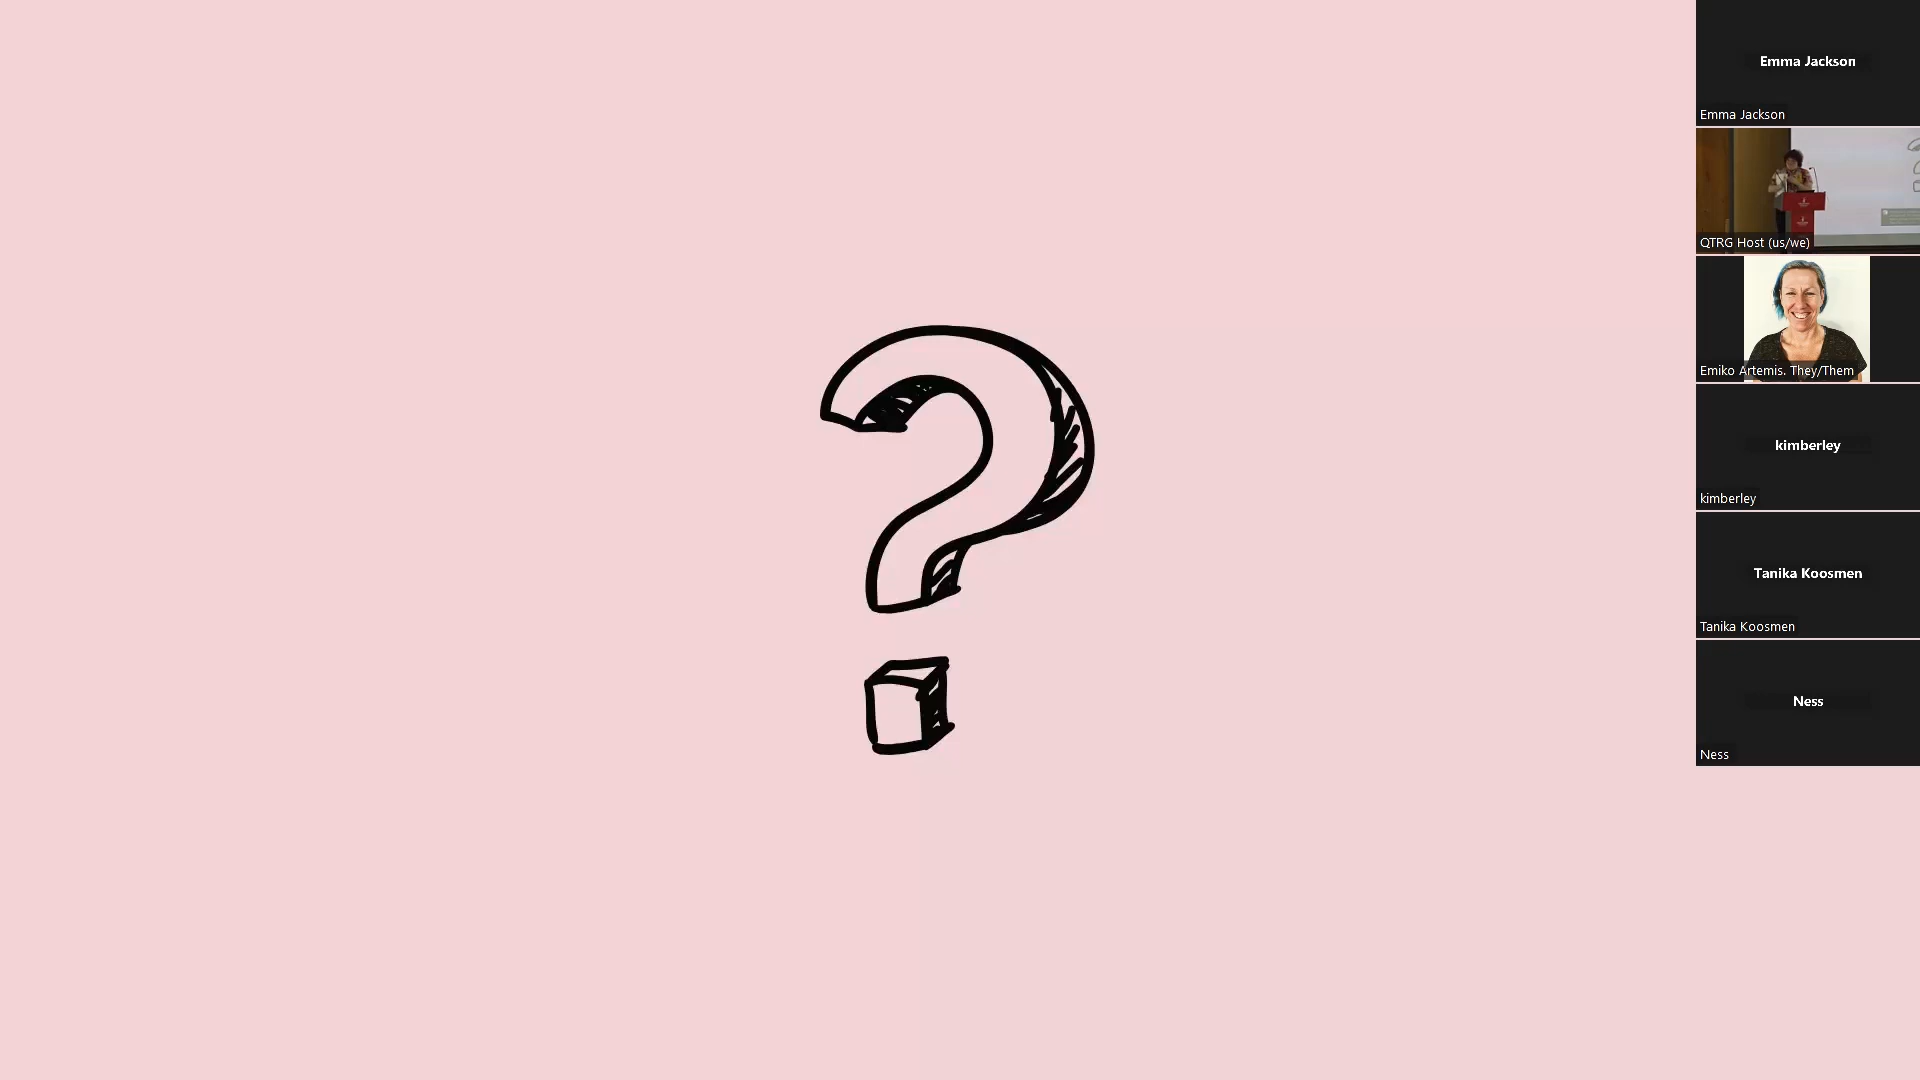 ?
Emma Jackson
Emma Jackson
QTRG Host (us/we)
Emiko Artemis. They/Them
kimberley
kimberley
Tanika Koosmen
Tanika Koosmen
Ness
Ness